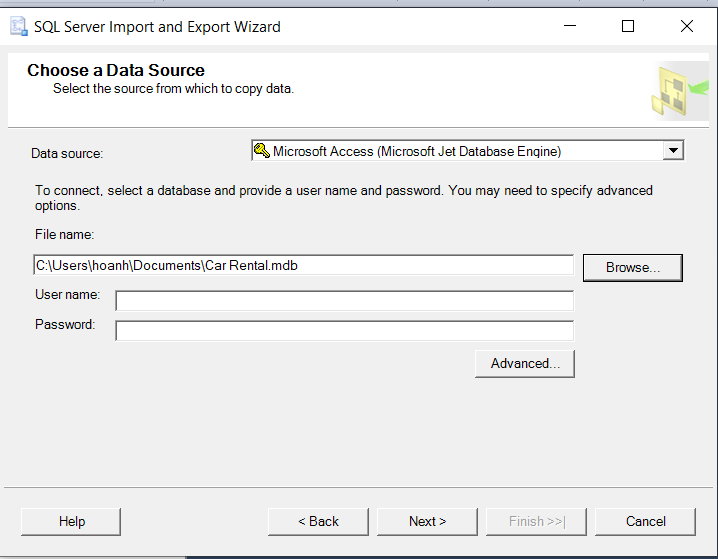 SQL Server Import and Export Wizard
Choose a Data Source
Select the source from which to copy data.
Data source:
Microsoft Access (Microsoft Jet Database Engine)
To connect, select a database and provide a user name and password. You may need to specify advanced
options.
File name:
C:\Users\hoanh\Documents\Car Rental.mdb
Browse...
User name:
Password:
Advanced...
Help
< Back
Next >
Finish >>|
Cancel